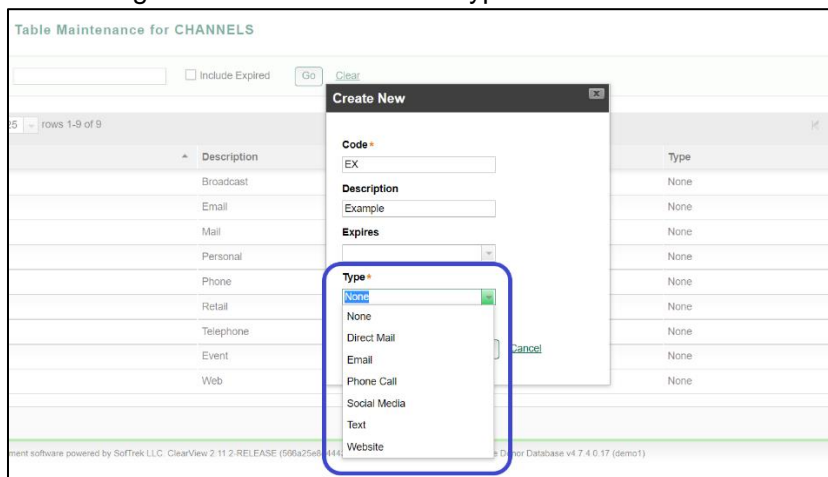 Table Maintenance for CHANNELS
Include Expired Go Clear
Create New
25 rows 1-9 of 9
Code *
EX
Description Type
Broadcast None
Description
Email None
Example
Mail None
Expires
Personal None
Phone None
Type *
None
Retail None
None
Telephone None
Direct Mail
Cancel
Event None
Email
Web None
Phone Call
Social Media
Text
Website
ment software powered by SofTrek LLC. ClearView 2.11.2-RELEASE Donor Database v4.7.4.0.17 (demo1)